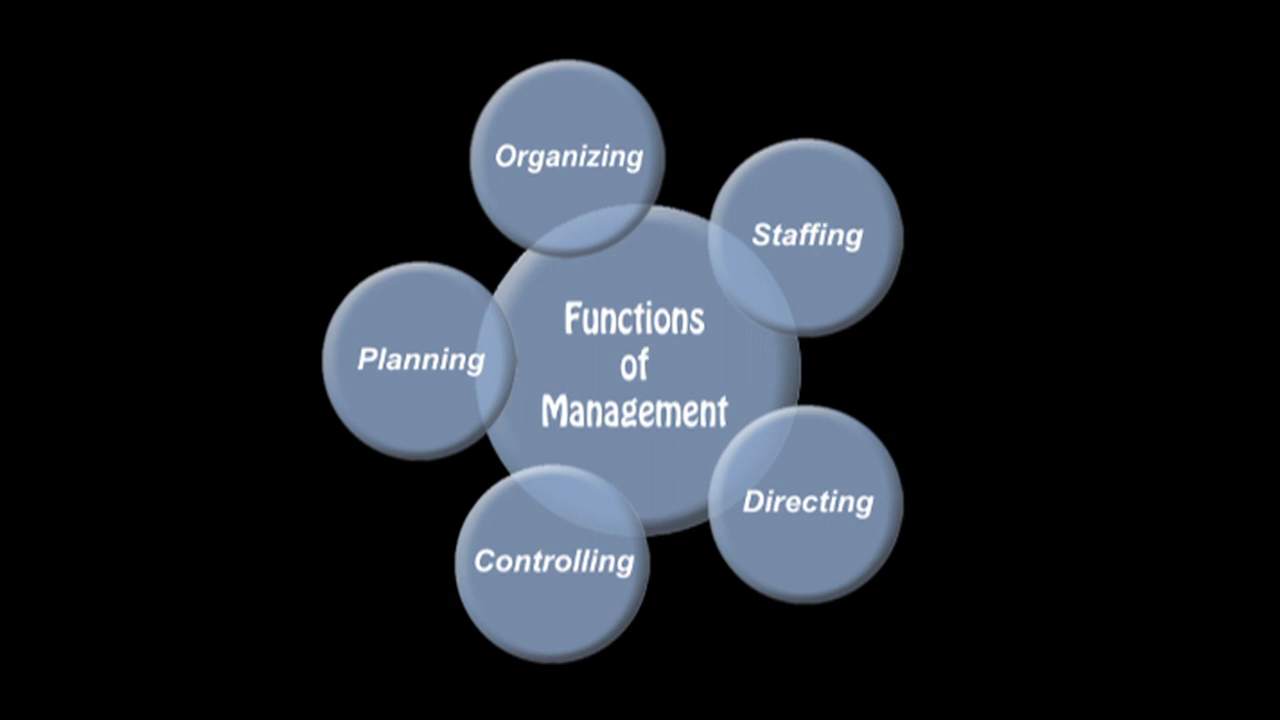 Organizing
Staffing
Functions
of
Management
Planning
Directing
Controlling